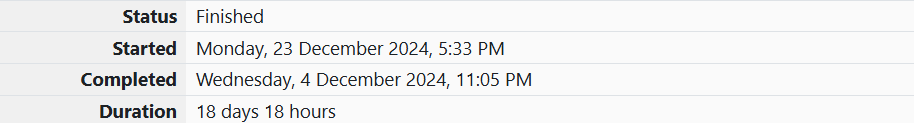 Status Finished
Started Monday, 23 December 2024, 5:33 PM
Completed Wednesday, 4 December 2024, 11:05 PM
Duration 18 days 18 hours